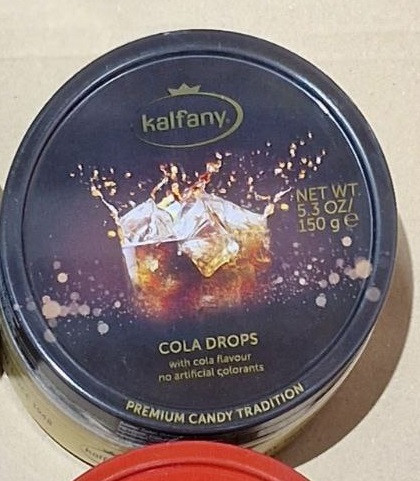 kalfany
NET WT.
5.3 OZ/
150 g ℮
COLA DROPS
with cola flavour
no artificial colorants
PREMIUM CANDY TRADITION